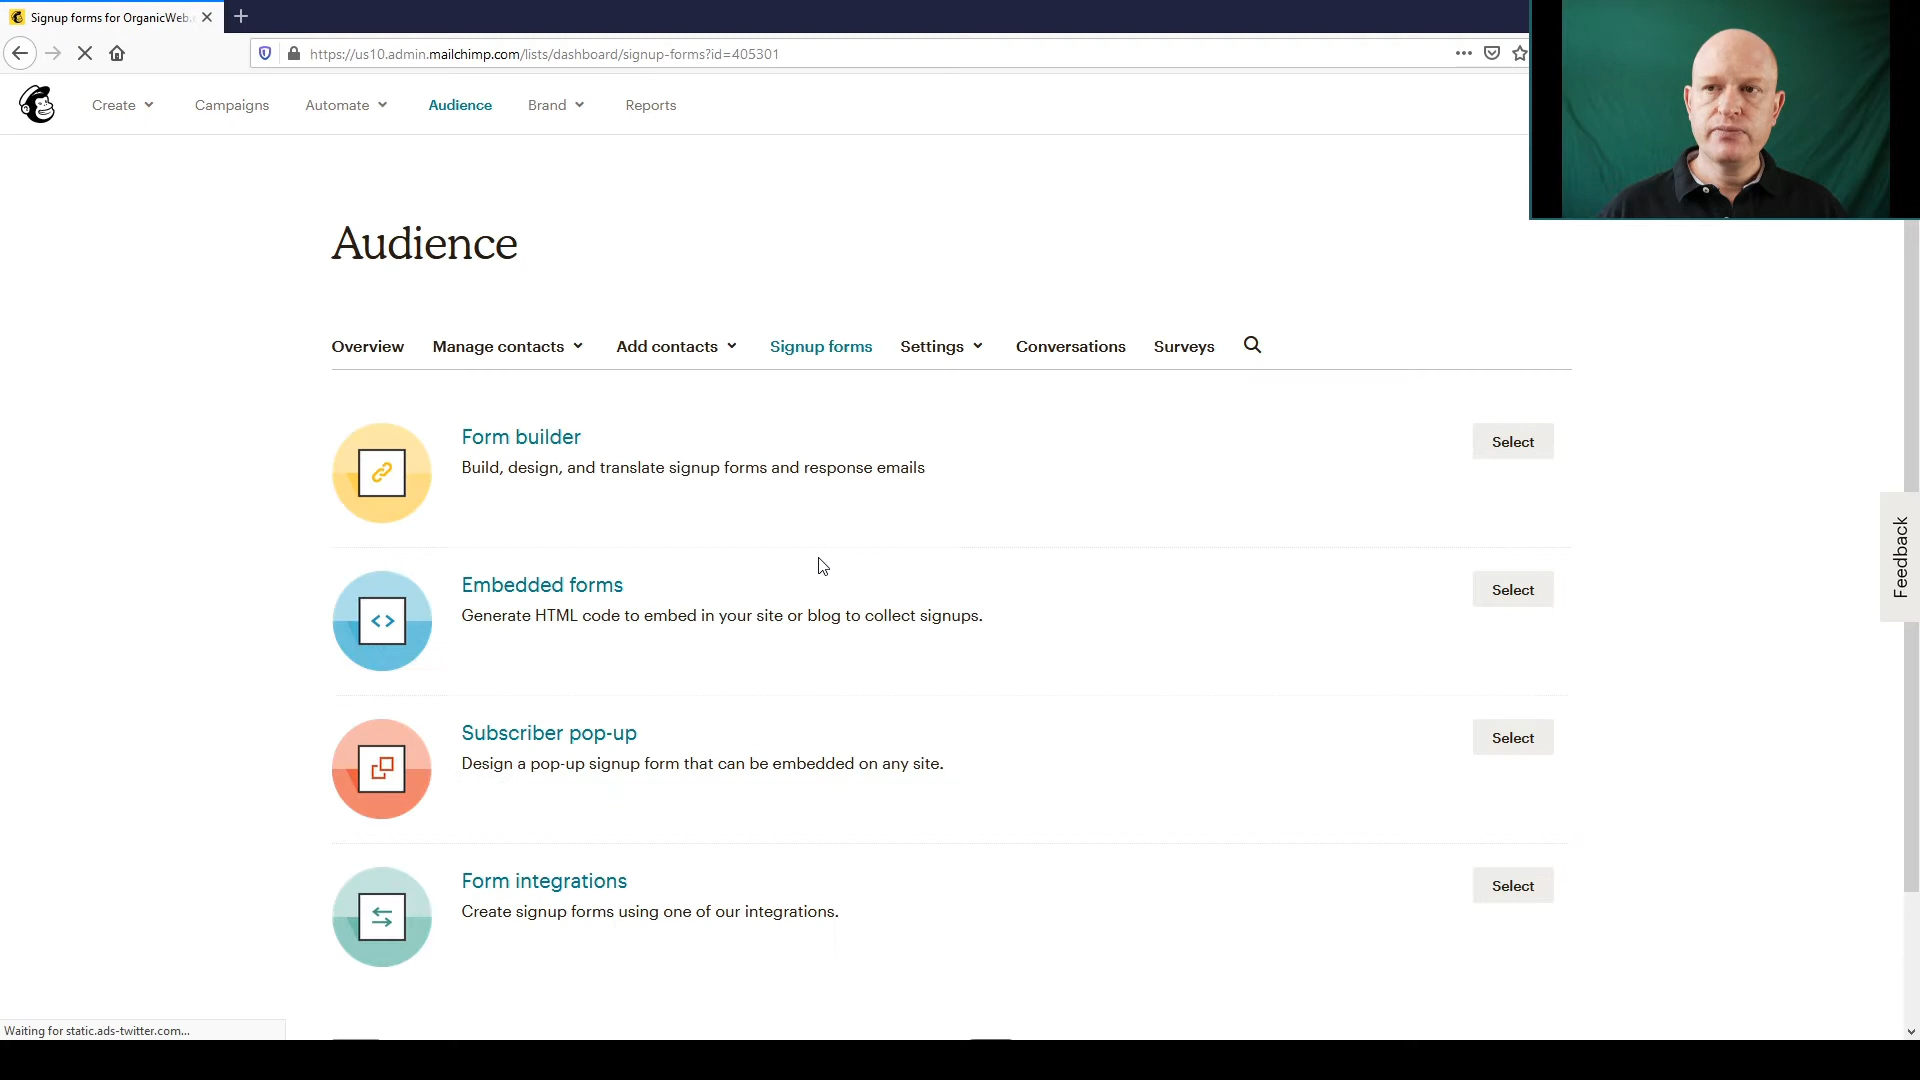 Signup forms for OrganicWeb.
https://us10.admin.mailchimp.com/lists/dashboard/signup-forms?id=405301
Create
Campaigns
Automate
Audience
Brand
Reports
Audience
Overview
Manage contacts
Add contacts
Signup forms
Settings
Conversations
Surveys
Form builder
Select
Build, design, and translate signup forms and response emails
Embedded forms
Select
Generate HTML code to embed in your site or blog to collect signups.
Feedback
Subscriber pop-up
Select
Design a pop-up signup form that can be embedded on any site.
Form integrations
Select
Create signup forms using one of our integrations.
Waiting for static.ads-twitter.com...